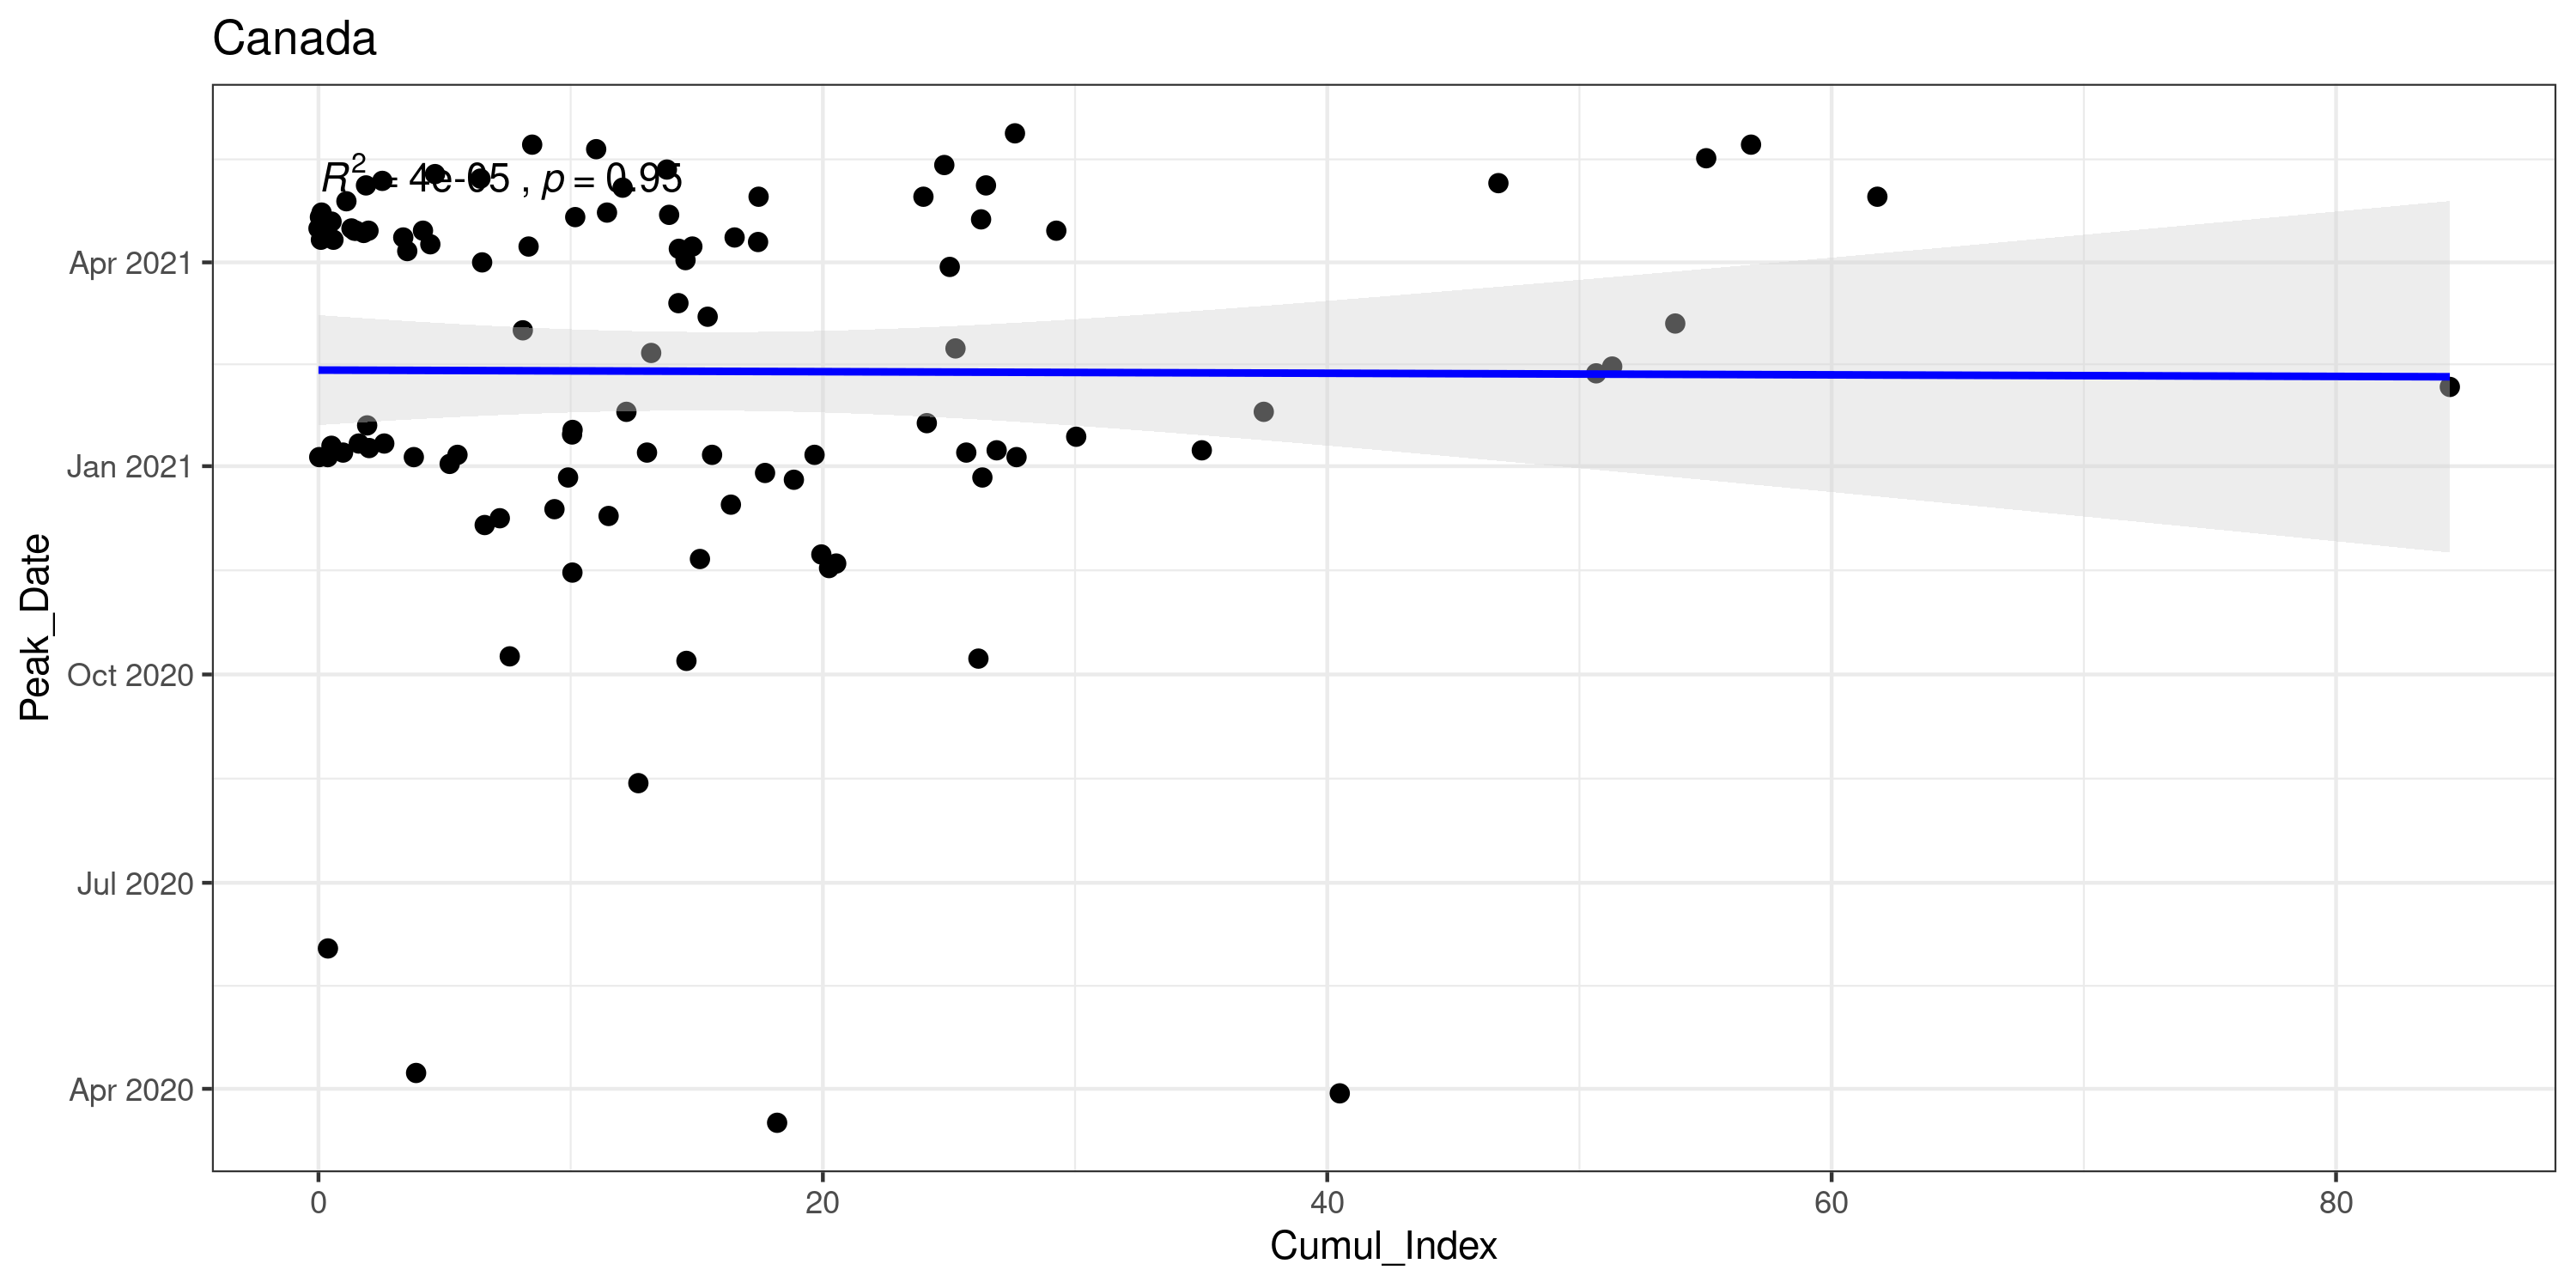 Canada
R² = 4e-05 , p = 0.95
Apr 2021
Jan 2021
Oct 2020
Jul 2020
Apr 2020
Peak_Date
0 20 40 60 80
Cumul_Index